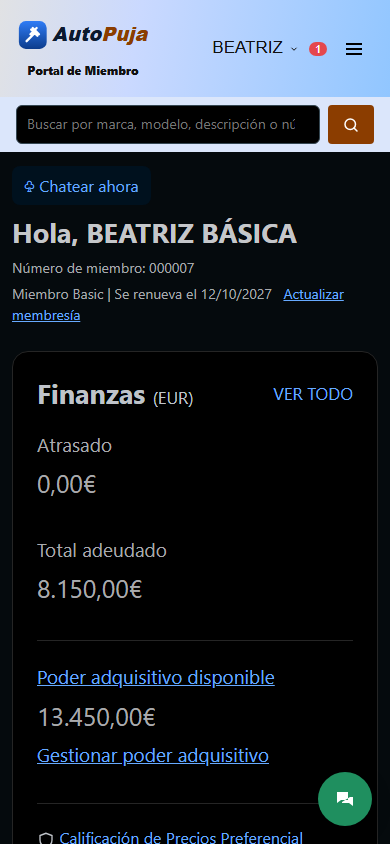 AutoPuja
Portal de Miembro
BEATRIZ
1
Buscar por marca, modelo, descripción o nú
Chatear ahora
Hola, BEATRIZ BÁSICA
Número de miembro: 000007
Miembro Basic | Se renueva el 12/10/2027 Actualizar
membresía
Finanzas (EUR)
VER TODO
Atrasado
0,00€
Total adeudado
8.150,00€
Poder adquisitivo disponible
13.450,00€
Gestionar poder adquisitivo
Calificación de Precios Preferencial